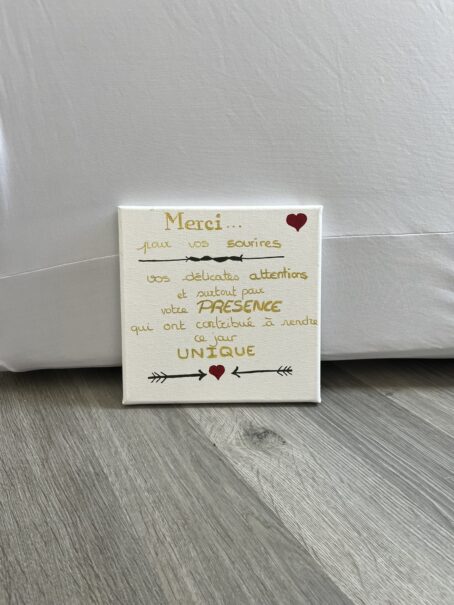 Merci...
pour vos sourires
vos délicates attentions
et surtout pour
votre PRESENCE
qui ont contribué à rendre
ce jour
UNIQUE